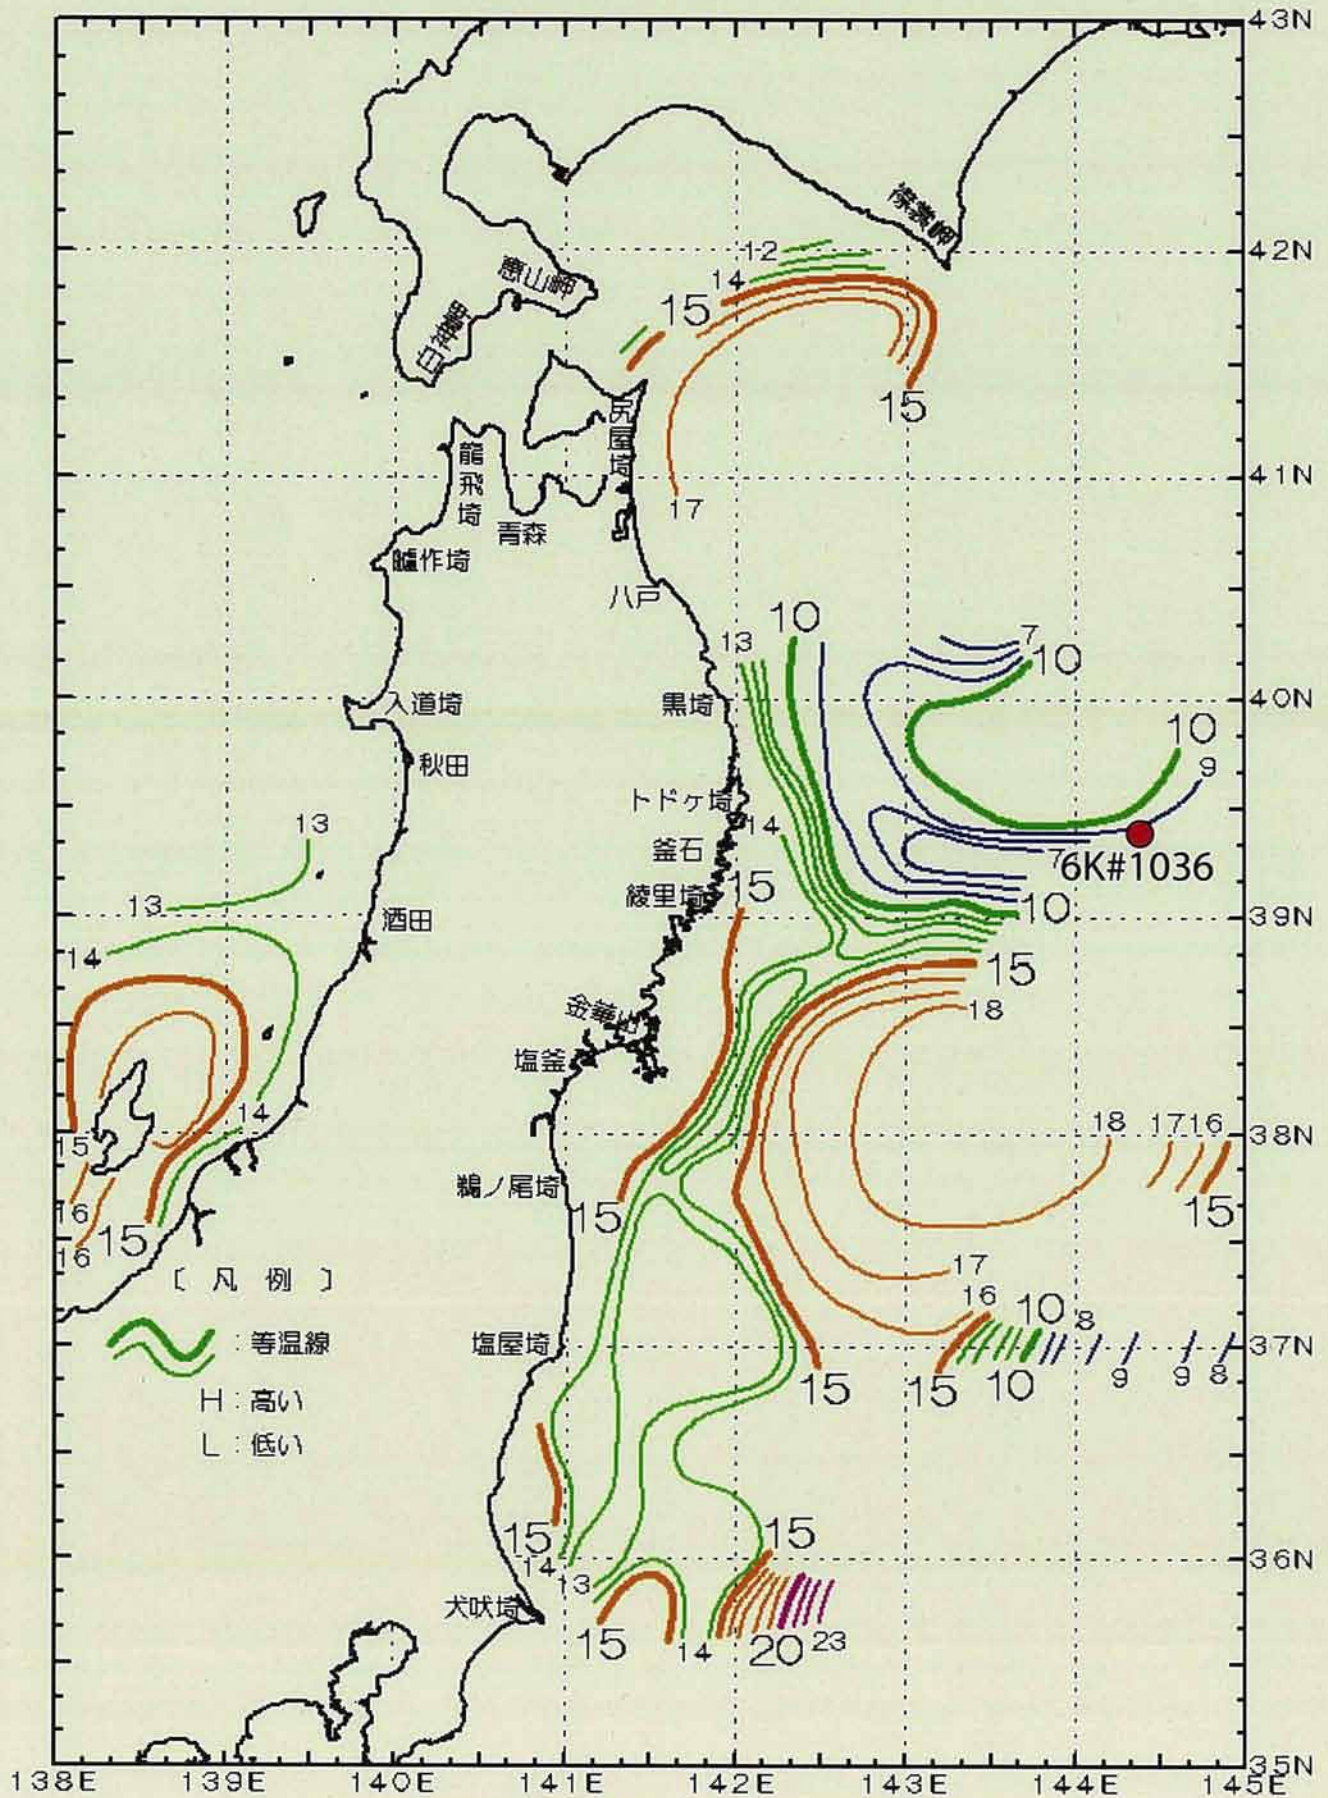 43N
襟裳岬
42N
12
恵山岬
14
15
白神岬
15
尻屋埼
龍飛埼
41N
17
青森
艫作埼
八戸
10
13
7
10
入道埼
黒埼
40N
10
秋田
9
トドヶ埼
13
14
釜石
7
6K#1036
15
綾里埼
13
酒田
10
39N
14
15
金華山
18
塩釜
14
18
17
16
38N
15
鵜ノ尾埼
16
15
15
15
16
〔 凡 例 〕
17
16
10
8
:等温線
塩屋埼
37N
15
15
10
9
9
8
H:高い
L:低い
15
15
14
36N
13
犬吠埼
15
14
20
23
35N
138E
139E
140E
141E
142E
143E
144E
145E